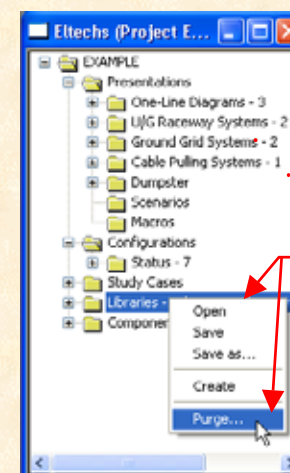 Eltechs (Project E...
EXAMPLE
Presentations
One-Line Diagrams - 3
U/G Raceway Systems - 2
Ground Grid Systems - 2
Cable Pulling Systems - 1
Dumpster
Scenarios
Macros
Configurations
Status - 7
Study Cases
Libraries -
Componen
Open
Save
Save as...
Create
Purge...